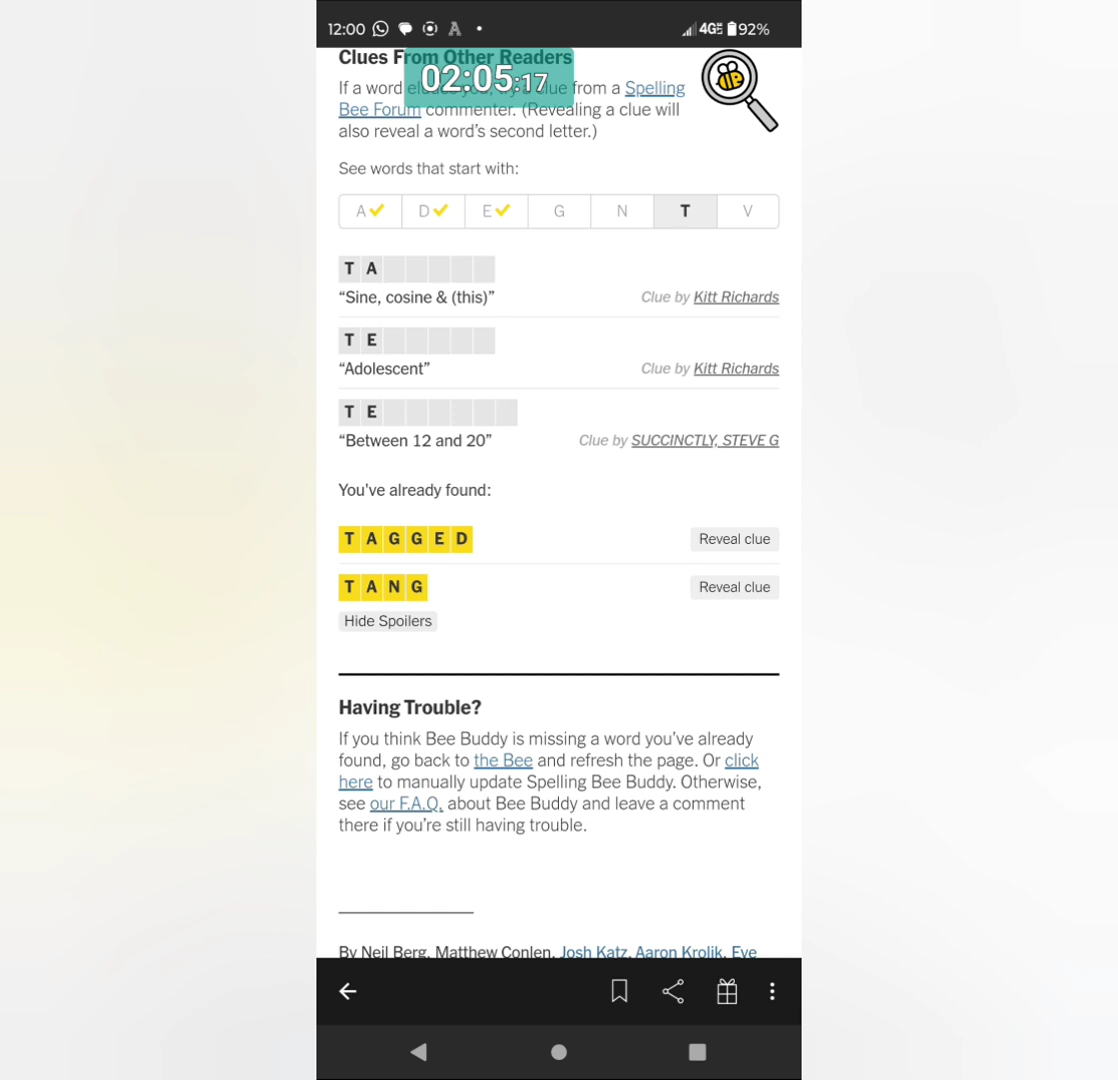 12:00 4G 92%
Clues From Other Readers
02:05:17
If a word eludes you, try a clue from a Spelling
Bee Forum commenter. (Revealing a clue will
also reveal a word's second letter.)
See words that start with:
A D E G N T V
T A
“Sine, cosine & (this)” Clue by Kitt Richards
T E
“Adolescent” Clue by Kitt Richards
T E
“Between 12 and 20” Clue by SUCCINCTLY, STEVE G
You've already found:
T A G G E D Reveal clue
T A N G Reveal clue
Hide Spoilers
Having Trouble?
If you think Bee Buddy is missing a word you've already
found, go back to the Bee and refresh the page. Or click
here to manually update Spelling Bee Buddy. Otherwise,
see our F.A.Q. about Bee Buddy and leave a comment
there if you're still having trouble.
By Neil Berg, Matthew Conlen, Josh Katz, Aaron Krolik, Eve